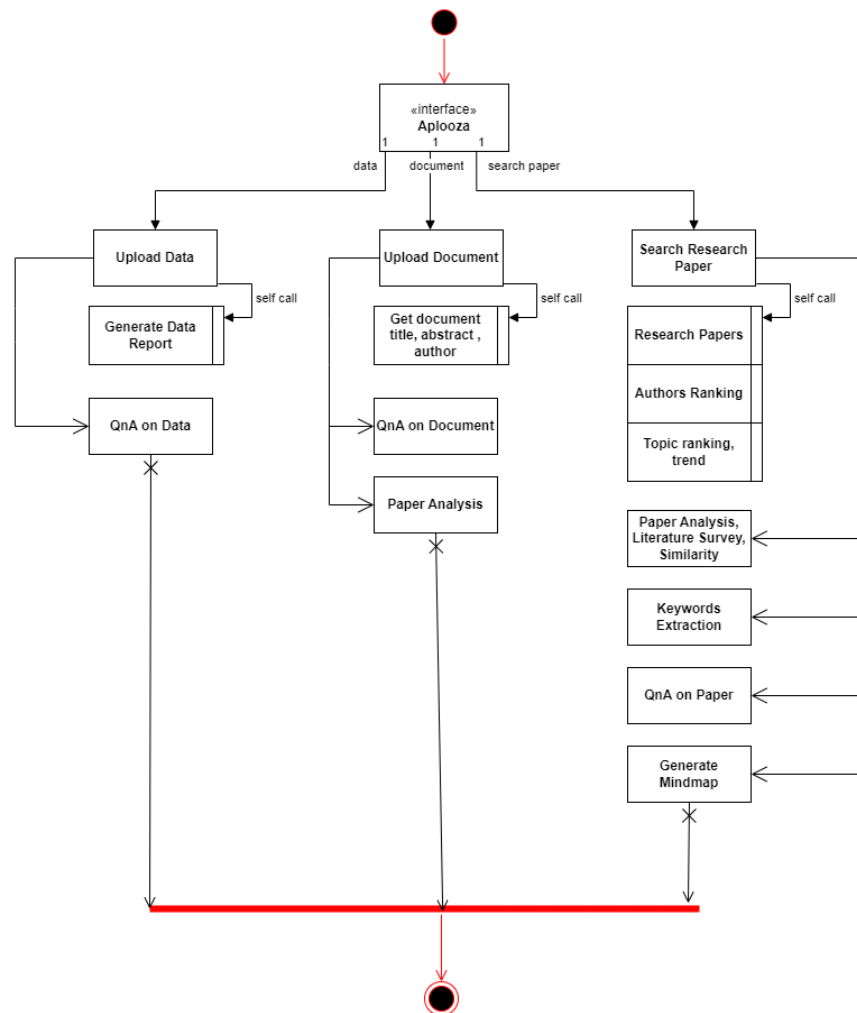 «interface»
Aplooza
1 1 1
data document search paper
Upload Data
Upload Document
Search Research
Paper
self call
self call
self call
Generate Data
Report
Get document
title, abstract ,
author
Research Papers
Authors Ranking
Topic ranking,
trend
QnA on Data
QnA on Document
Paper Analysis
Paper Analysis,
Literature Survey,
Similarity
Keywords
Extraction
QnA on Paper
Generate
Mindmap